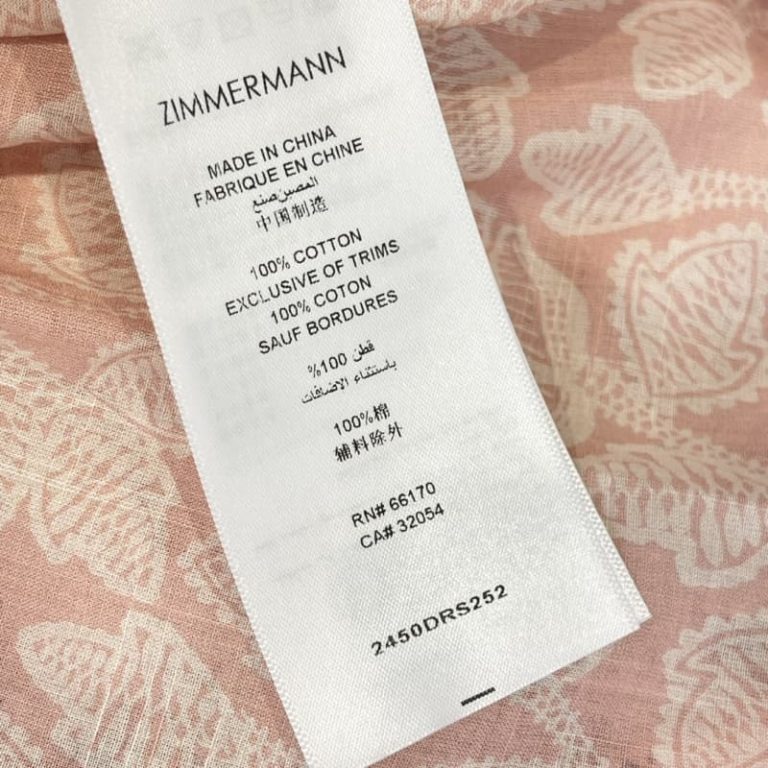 ZIMMERMANN
MADE IN CHINA
FABRIQUE EN CHINE
المصين صنع
中国制造
100% COTTON
EXCLUSIVE OF TRIMS
100% COTON
SAUF BORDURES
%100 قطن
باستثناء الاضافات
100%棉
辅料除外
RN# 66170
CA# 32054
2450DRS252